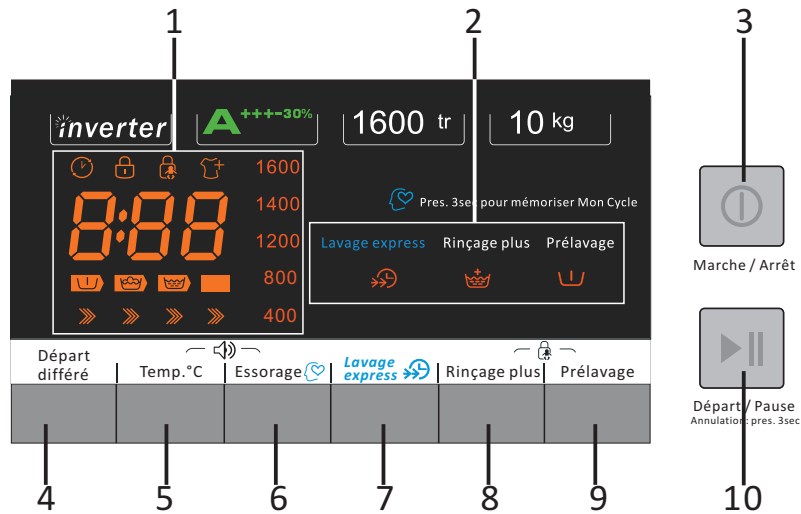 1 2 3
inverter A+++-30% 1600 tr 10 kg
1600
Pres. 3sec pour mémoriser Mon Cycle
1400
8:88
1200
Lavage express Rinçage plus Prélavage
800
400
Marche / Arrêt
Départ
différé
Temp.°C Essorage
Lavage
express
Rinçage plus Prélavage
Départ / Pause
Annulation: pres. 3sec
4 5 6 7 8 9 10